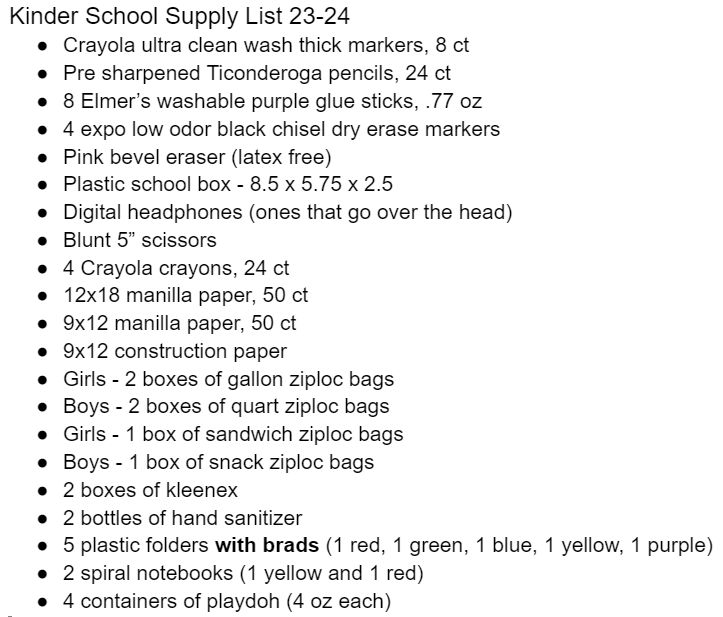 Kinder School Supply List 23-24
● Crayola ultra clean wash thick markers, 8 ct
● Pre sharpened Ticonderoga pencils, 24 ct
● 8 Elmer’s washable purple glue sticks, .77 oz
● 4 expo low odor black chisel dry erase markers
● Pink bevel eraser (latex free)
● Plastic school box - 8.5 x 5.75 x 2.5
● Digital headphones (ones that go over the head)
● Blunt 5” scissors
● 4 Crayola crayons, 24 ct
● 12x18 manilla paper, 50 ct
● 9x12 manilla paper, 50 ct
● 9x12 construction paper
● Girls - 2 boxes of gallon ziploc bags
● Boys - 2 boxes of quart ziploc bags
● Girls - 1 box of sandwich ziploc bags
● Boys - 1 box of snack ziploc bags
● 2 boxes of kleenex
● 2 bottles of hand sanitizer
● 5 plastic folders with brads (1 red, 1 green, 1 blue, 1 yellow, 1 purple)
● 2 spiral notebooks (1 yellow and 1 red)
● 4 containers of playdoh (4 oz each)